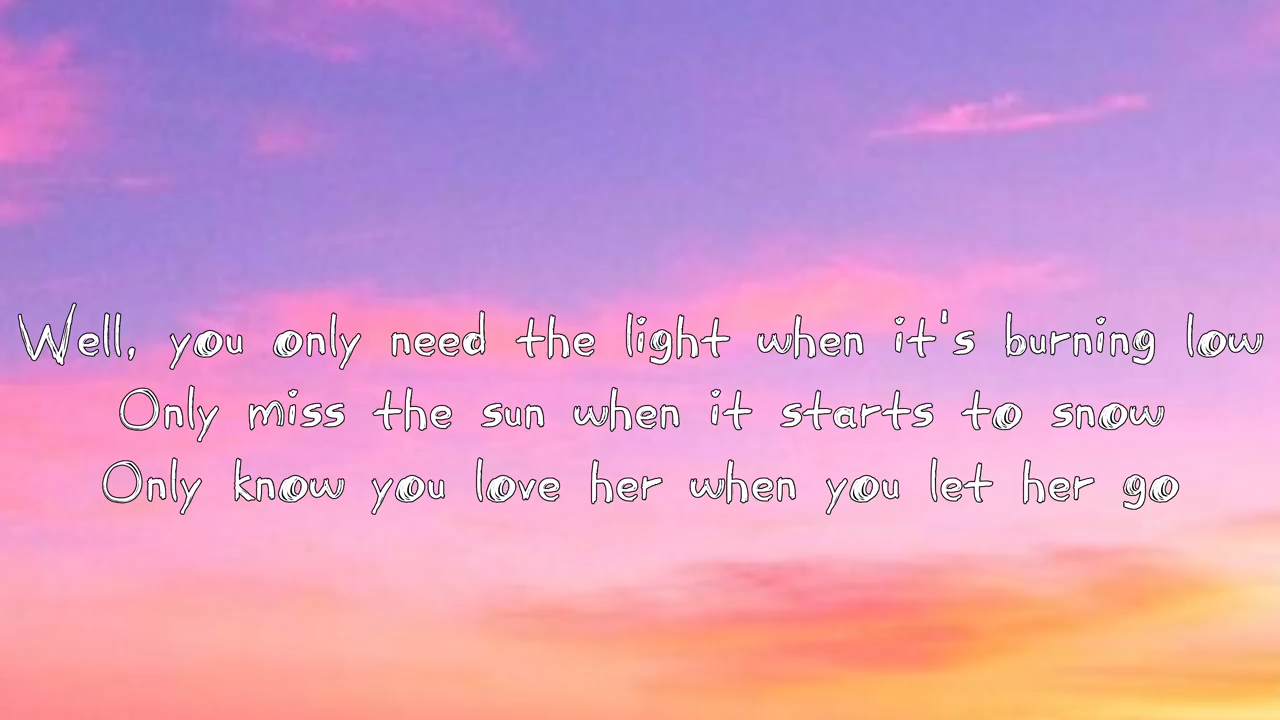 Well, you only need the light when it's burning low
Only miss the sun when it starts to snow
Only know you love her when you let her go